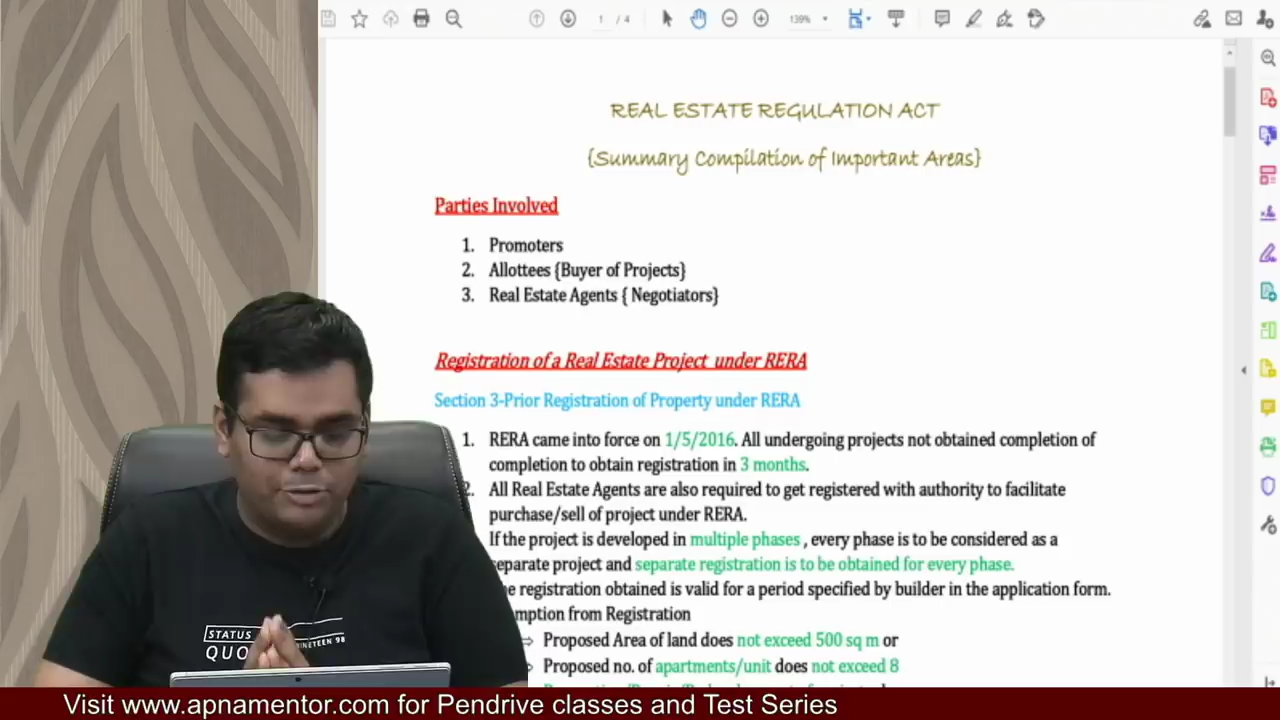 1 / 4
139%
REAL ESTATE REGULATION ACT
{Summary Compilation of Important Areas}
Parties Involved
1. Promoters
2. Allottees {Buyer of Projects}
3. Real Estate Agents { Negotiators}
Registration of a Real Estate Project under RERA
Section 3-Prior Registration of Property under RERA
1. RERA came into force on 1/5/2016. All undergoing projects not obtained completion of
completion to obtain registration in 3 months.
2. All Real Estate Agents are also required to get registered with authority to facilitate
purchase/sell of project under RERA.
If the project is developed in multiple phases , every phase is to be considered as a
separate project and separate registration is to be obtained for every phase.
registration obtained is valid for a period specified by builder in the application form.
from Registration
Proposed Area of land does not exceed 500 sq m or
Proposed no. of apartments/unit does not exceed 8
STATUS
QUO
NINETEEN 98
Visit www.apnamentor.com for Pendrive classes and Test Series